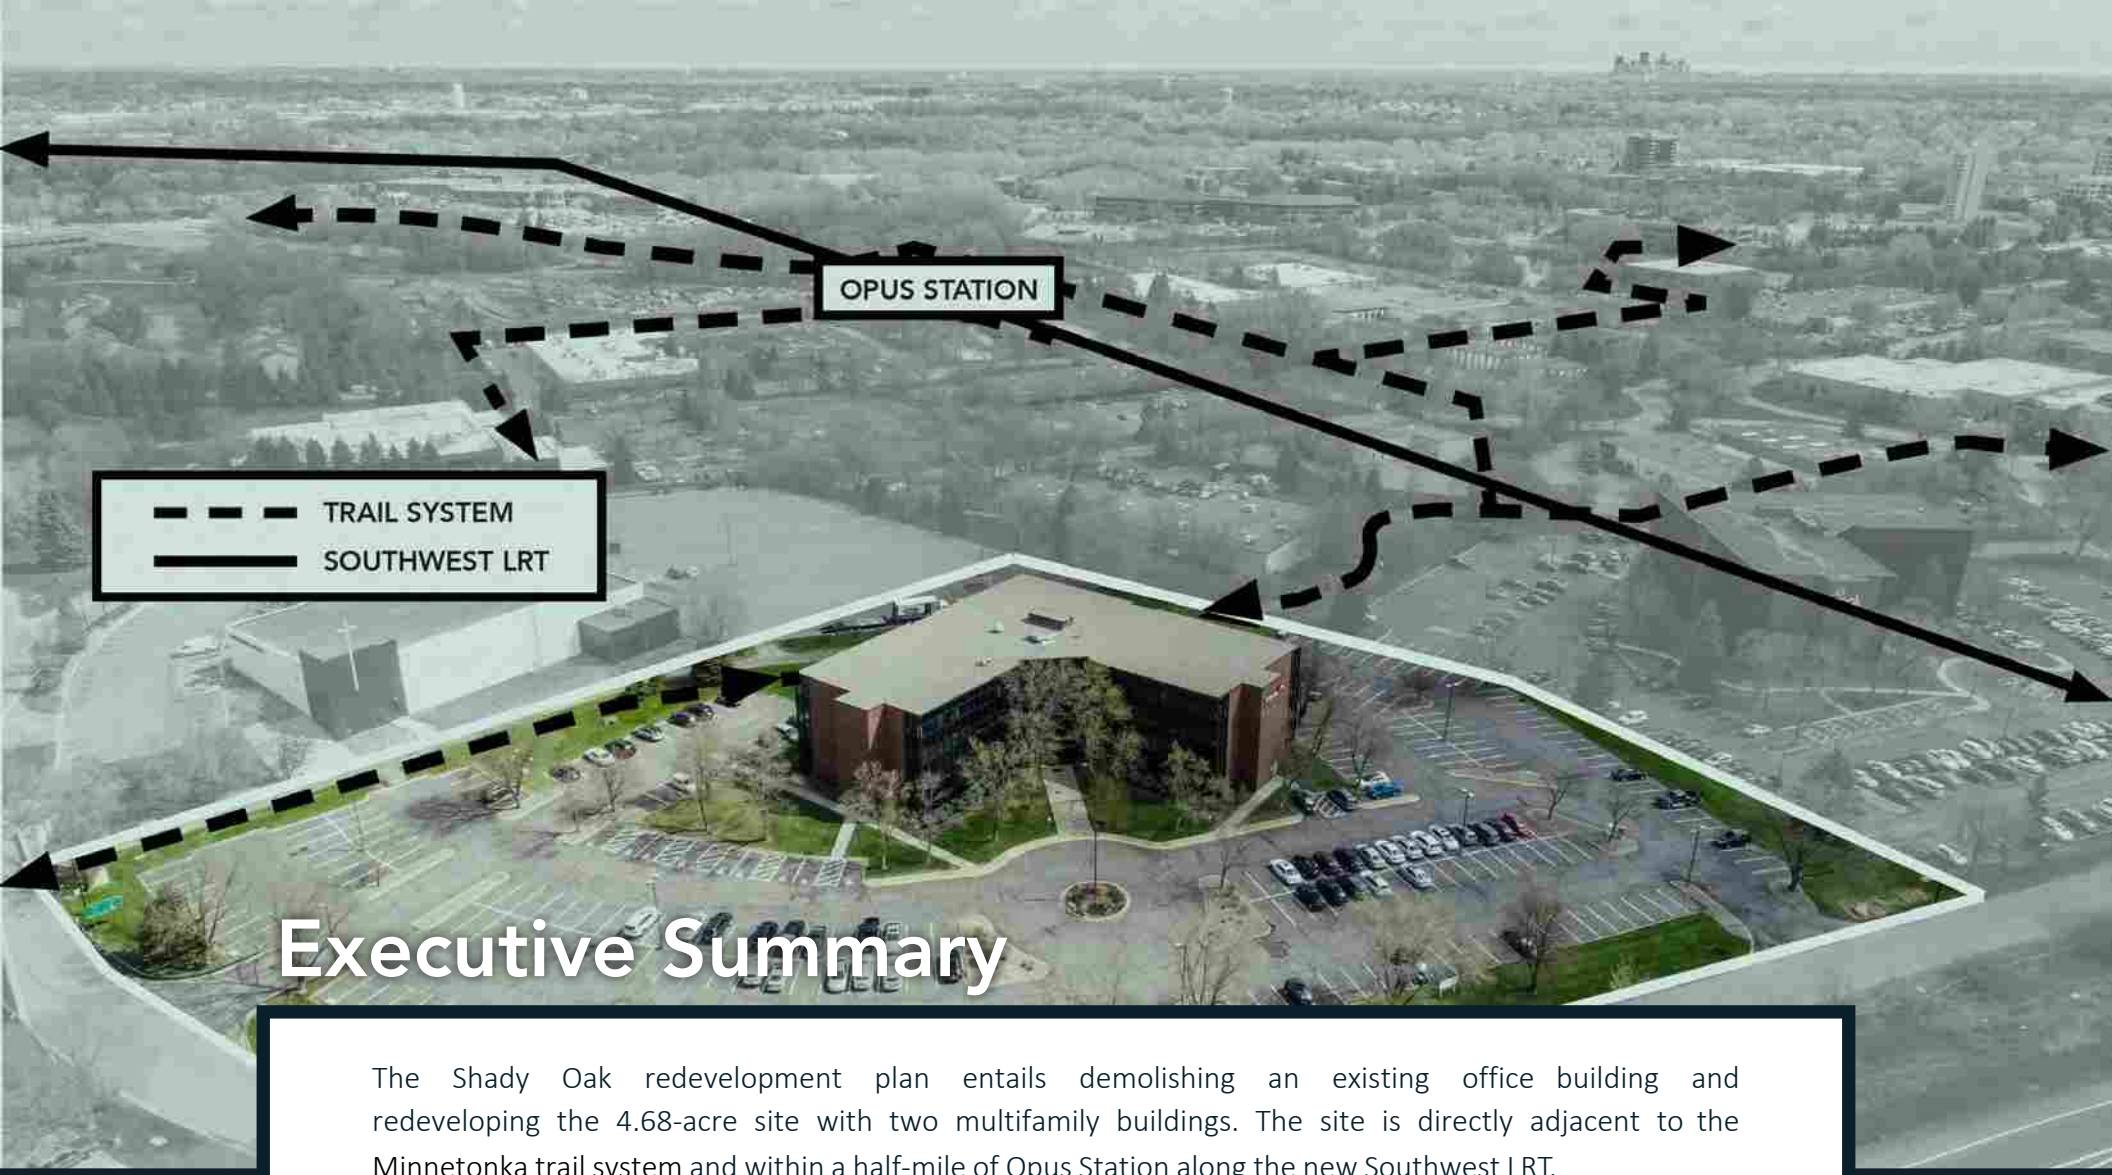 OPUS STATION
TRAIL SYSTEM
SOUTHWEST LRT
Executive Summary
The Shady Oak redevelopment plan entails demolishing an existing office building and
redeveloping the 4.68-acre site with two multifamily buildings. The site is directly adjacent to the
Minnetonka trail system and within a half-mile of Opus Station along the new Southwest LRT.